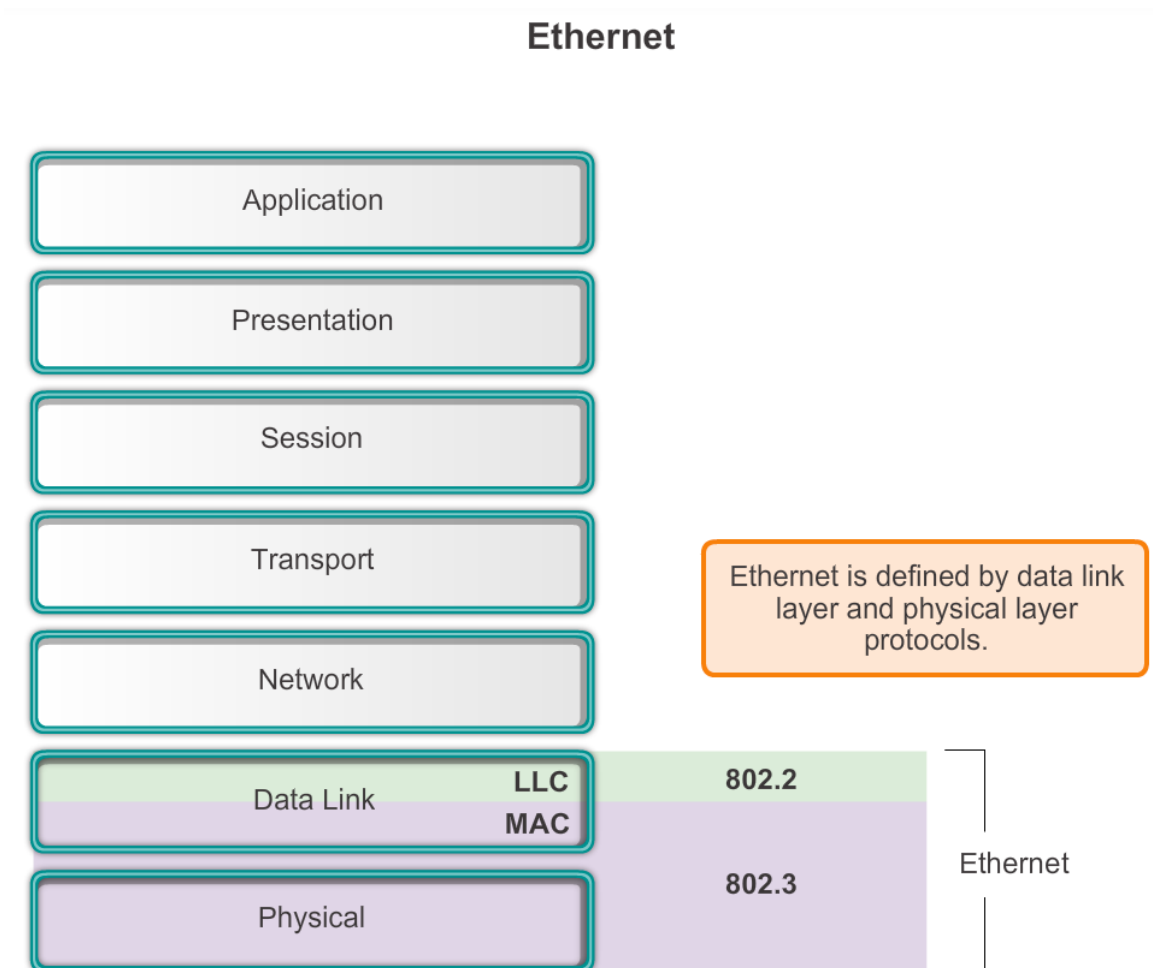 Ethernet
Application
Presentation
Session
Transport
Ethernet is defined by data link
layer and physical layer
protocols.
Network
Data Link
LLC
802.2
MAC
Ethernet
802.3
Physical